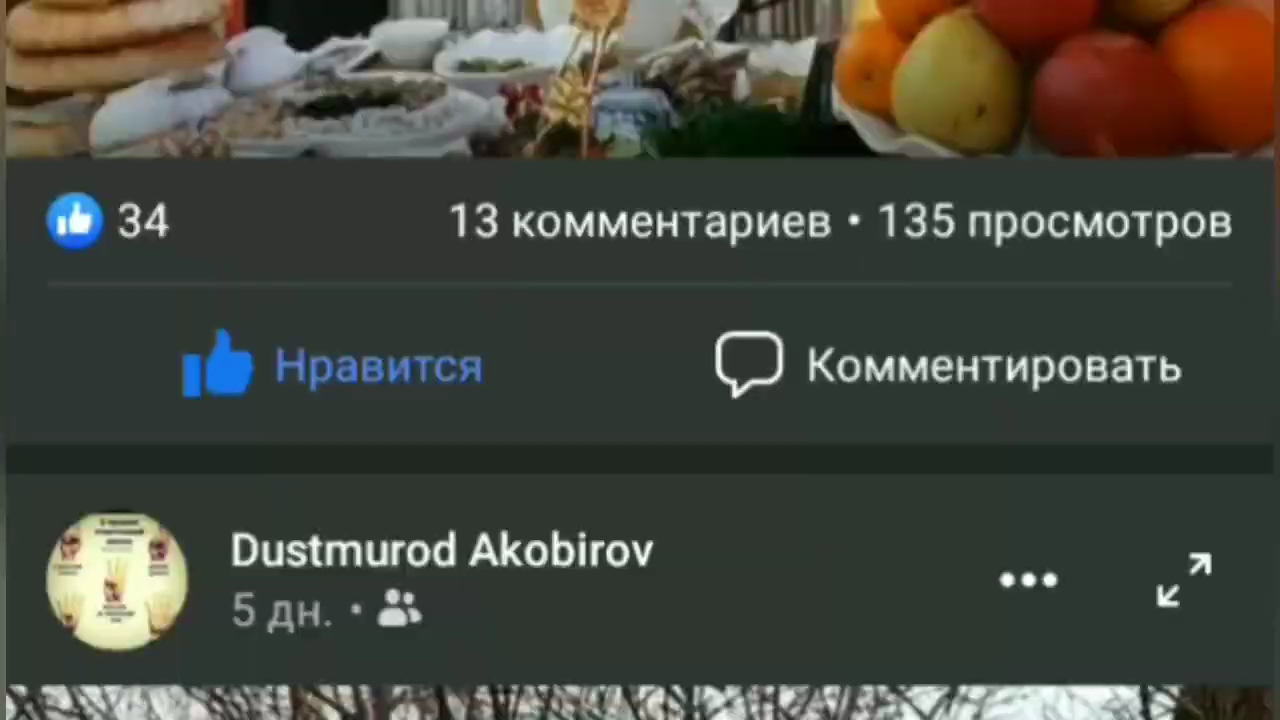 34
13 комментариев • 135 просмотров
Нравится
Комментировать
Dustmurod Akobirov
5 дн. •